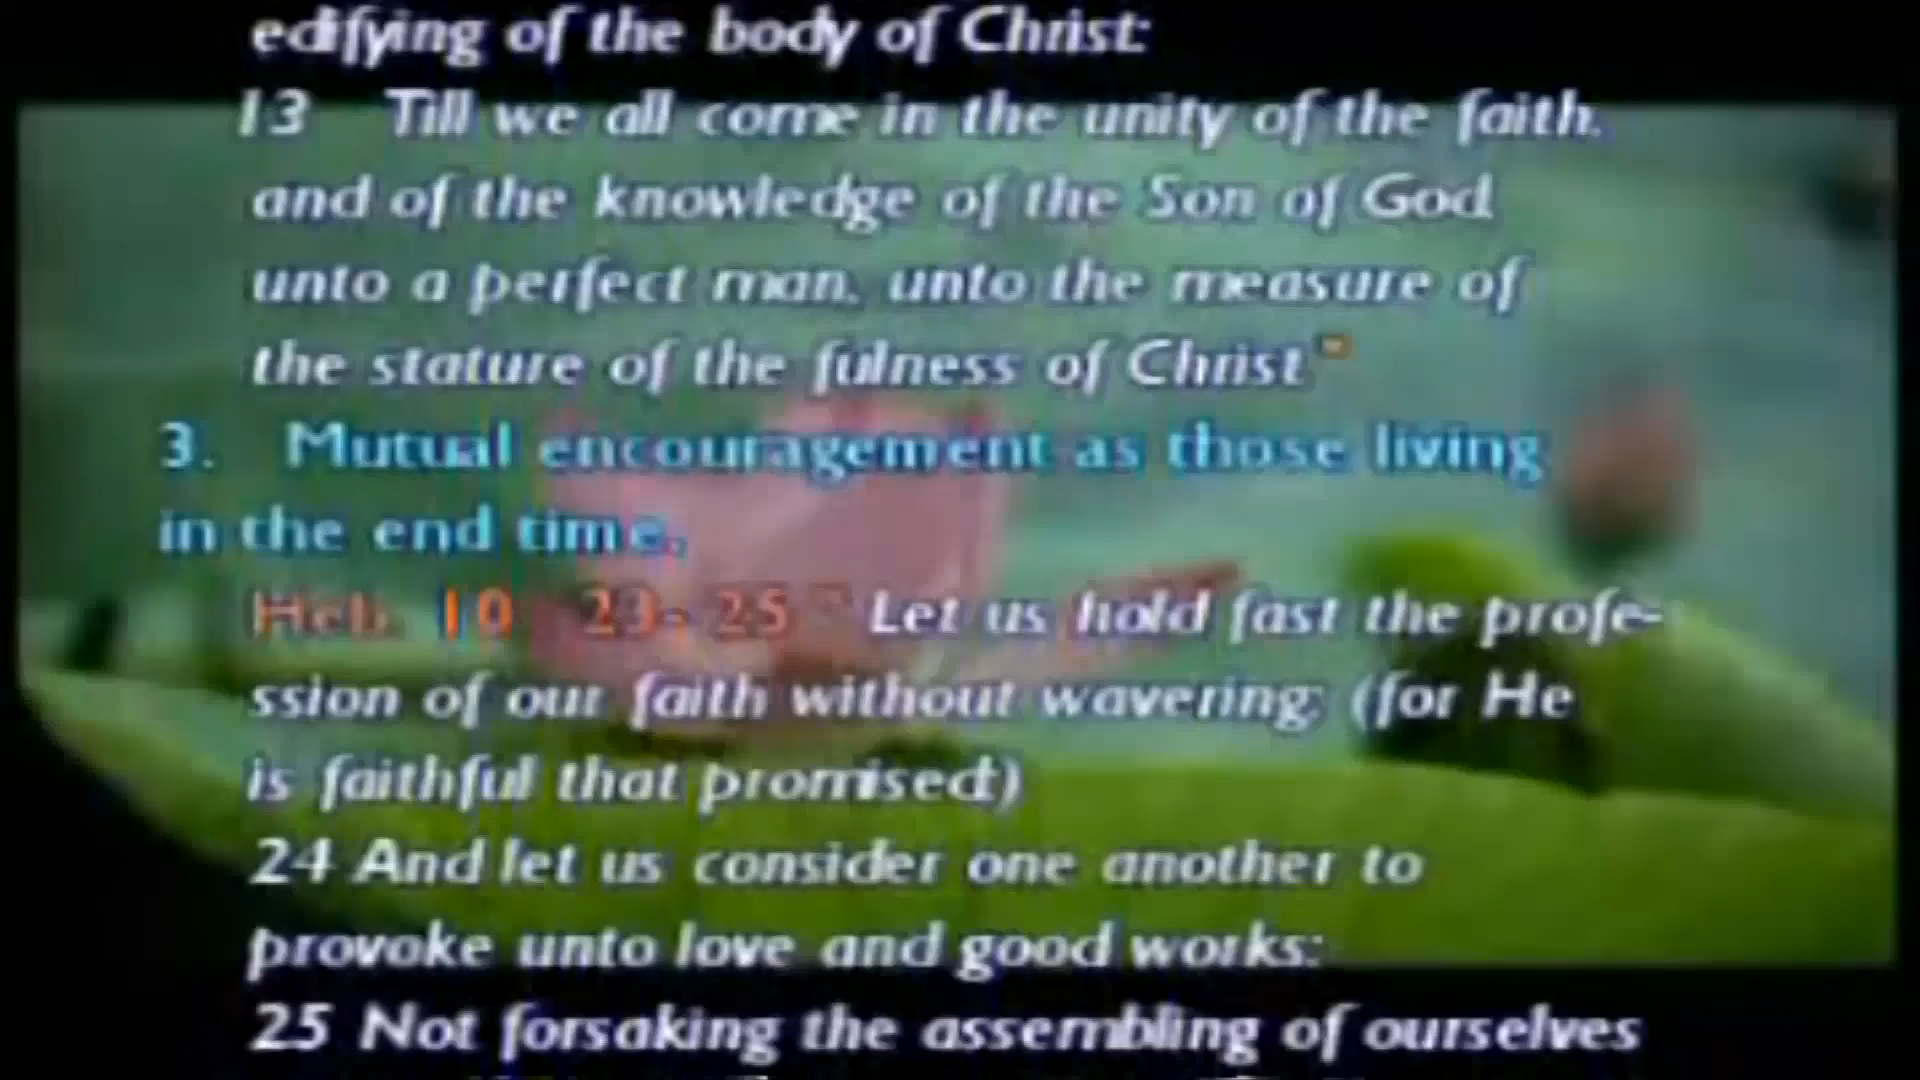 edifying of the body of Christ:
13 Till we all come in the unity of the faith,
and of the knowledge of the Son of God,
unto a perfect man, unto the measure of
the stature of the fulness of Christ"
3. Mutual encouragement as those living
in the end time.
Heb. 10 23- 25 " Let us hold fast the profe-
ssion of our faith without wavering; (for He
is faithful that promised;)
24 And let us consider one another to
provoke unto love and good works:
25 Not forsaking the assembling of ourselves